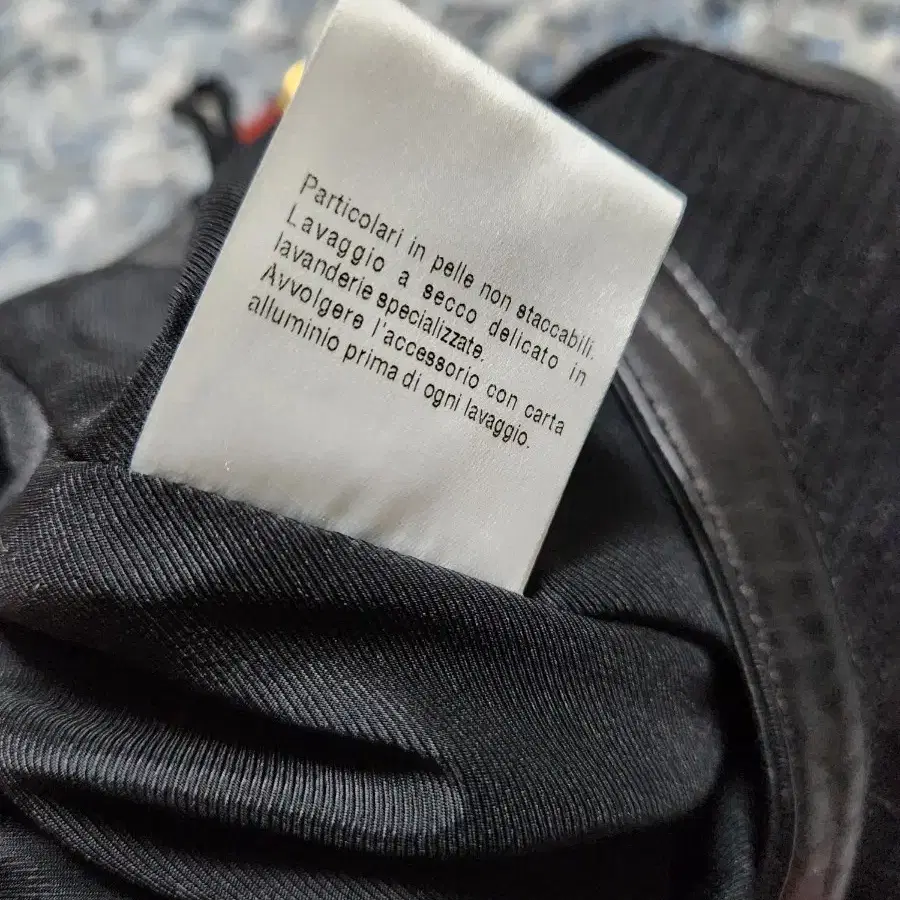 Particolari in pelle non staccabili.
Lavaggio a secco delicato in
lavanderie specializzate.
Avvolgere l'accessorio con carta
alluminio prima di ogni lavaggio.